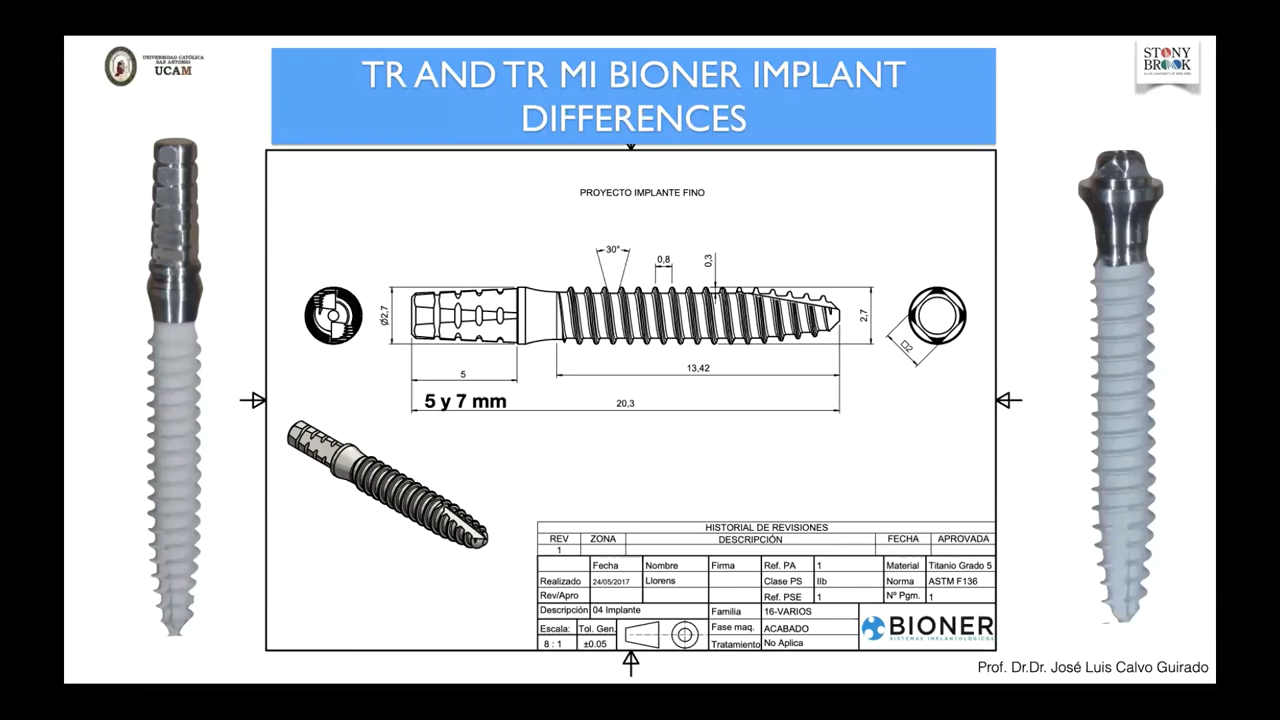 UNIVERSIDAD CATÓLICA
SAN ANTONIO
UCAM
TR AND TR MI BIONER IMPLANT
DIFFERENCES
STONY
BROOK
PROYECTO IMPLANTE FINO
30°
0,8
0,3
Ø2,7
2,7
□2
5
13,42
5 y 7 mm
20,3
HISTORIAL DE REVISIONES
REV ZONA DESCRIPCIÓN FECHA APROVADA
1
Fecha Nombre Firma Ref. PA 1 Material Titanio Grado 5
Realizado 24/05/2017 Llorens Clase PS IIb Norma ASTM F136
Rev/Apro Ref. PSE 1 Nº Pgm. 1
Descripción 04 Implante Familia 16-VARIOS
Escala: Tol. Gen. Fase maq. ACABADO
8 : 1 ±0.05 Tratamiento No Aplica
BIONER
SISTEMAS IMPLANTOLÓGICOS
Prof. Dr.Dr. José Luis Calvo Guirado